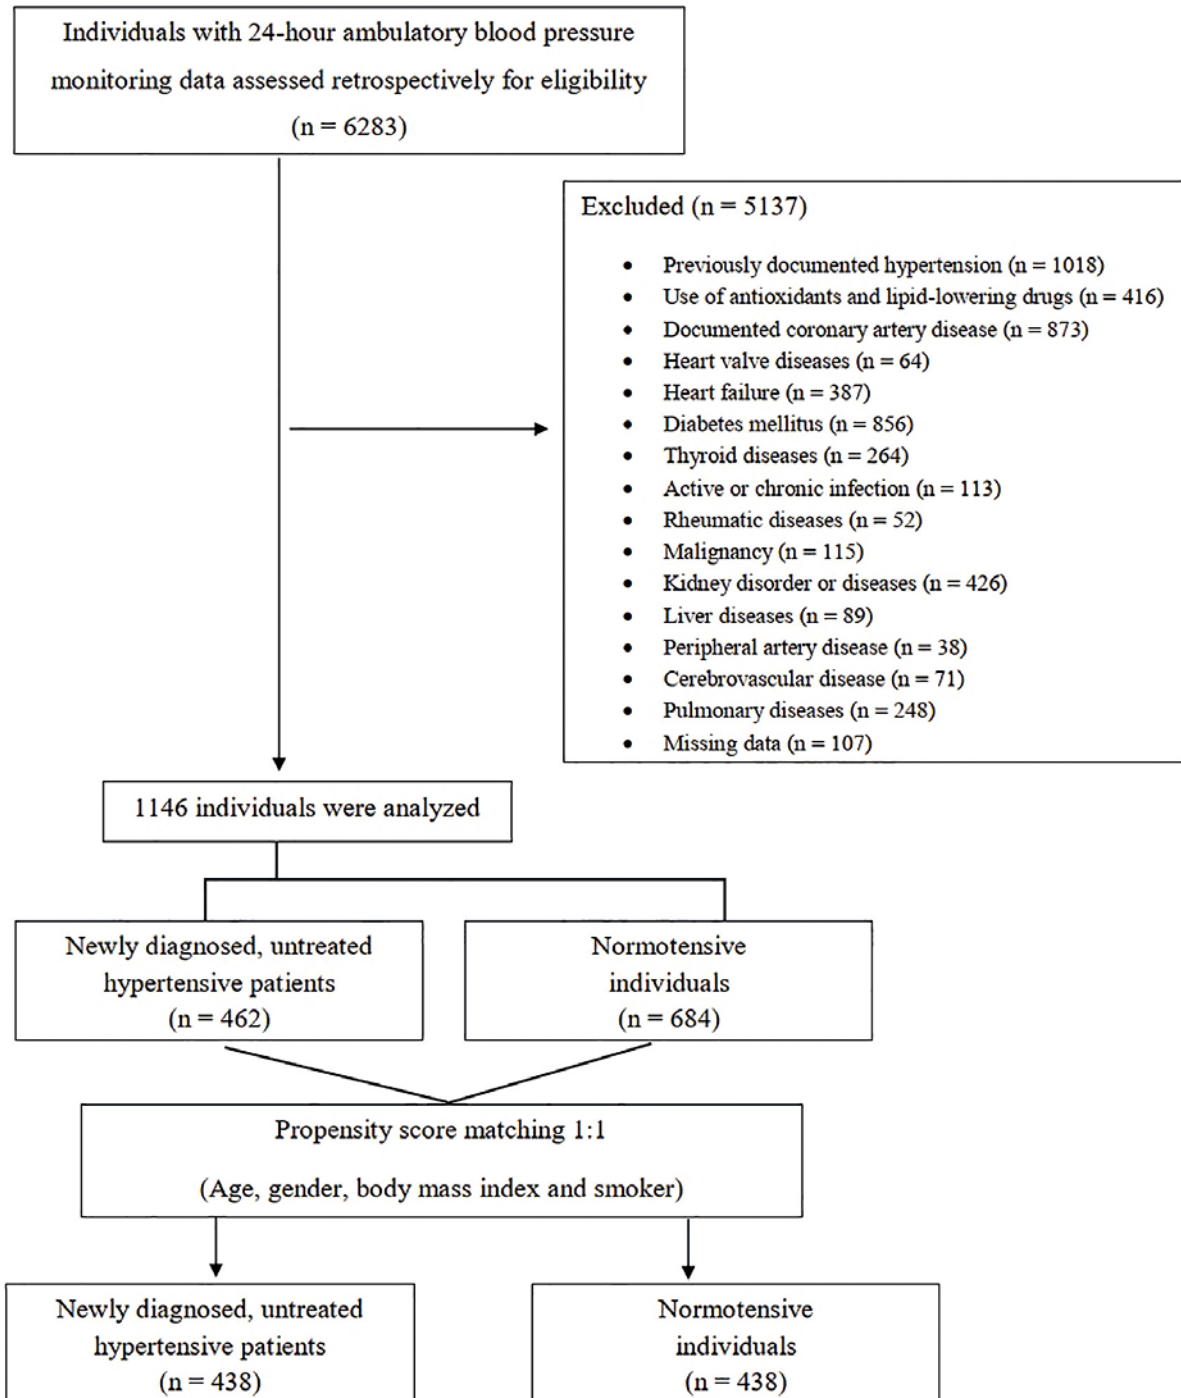 Individuals with 24-hour ambulatory blood pressure
monitoring data assessed retrospectively for eligibility
(n = 6283)
Excluded (n = 5137)
• Previously documented hypertension (n = 1018)
• Use of antioxidants and lipid-lowering drugs (n = 416)
• Documented coronary artery disease (n = 873)
• Heart valve diseases (n = 64)
• Heart failure (n = 387)
• Diabetes mellitus (n = 856)
• Thyroid diseases (n = 264)
• Active or chronic infection (n = 113)
• Rheumatic diseases (n = 52)
• Malignancy (n = 115)
• Kidney disorder or diseases (n = 426)
• Liver diseases (n = 89)
• Peripheral artery disease (n = 38)
• Cerebrovascular disease (n = 71)
• Pulmonary diseases (n = 248)
• Missing data (n = 107)
1146 individuals were analyzed
Newly diagnosed, untreated
hypertensive patients
(n = 462)
Normotensive
individuals
(n = 684)
Propensity score matching 1:1
(Age, gender, body mass index and smoker)
Newly diagnosed, untreated
hypertensive patients
(n = 438)
Normotensive
individuals
(n = 438)